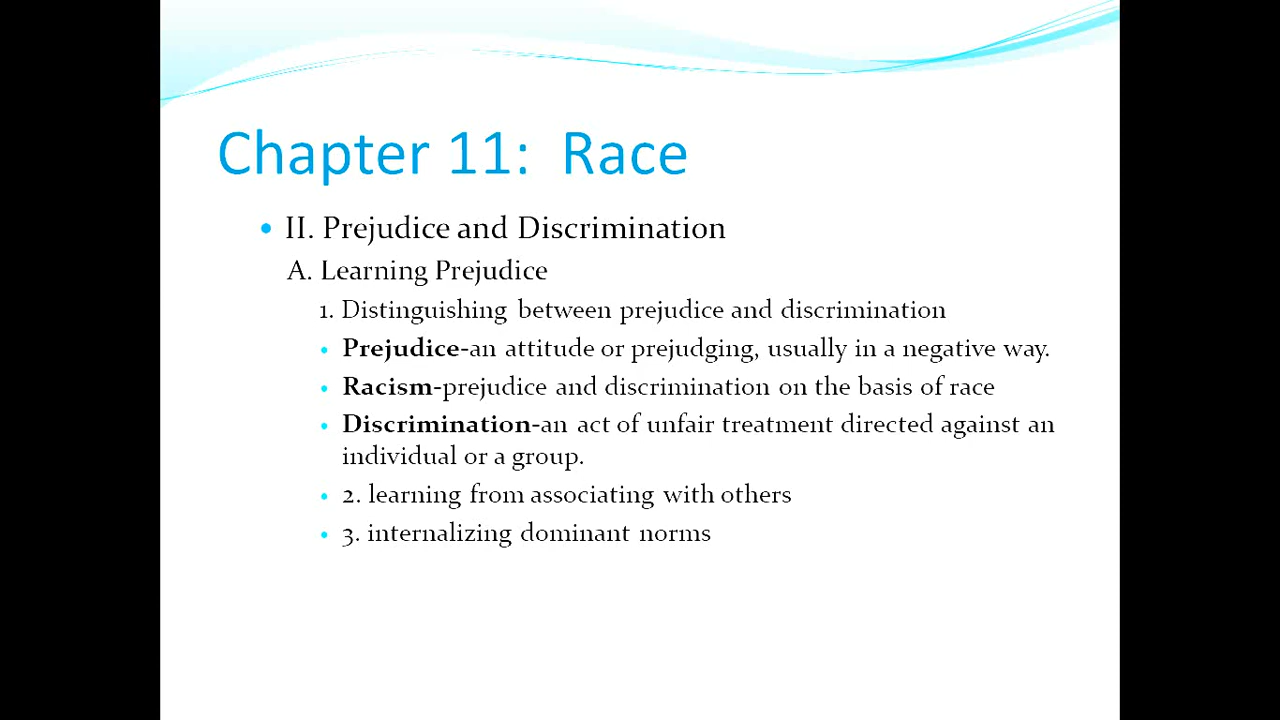 Chapter 11: Race
• II. Prejudice and Discrimination
A. Learning Prejudice
1. Distinguishing between prejudice and discrimination
• Prejudice-an attitude or prejudging, usually in a negative way.
• Racism-prejudice and discrimination on the basis of race
• Discrimination-an act of unfair treatment directed against an
individual or a group.
• 2. learning from associating with others
• 3. internalizing dominant norms